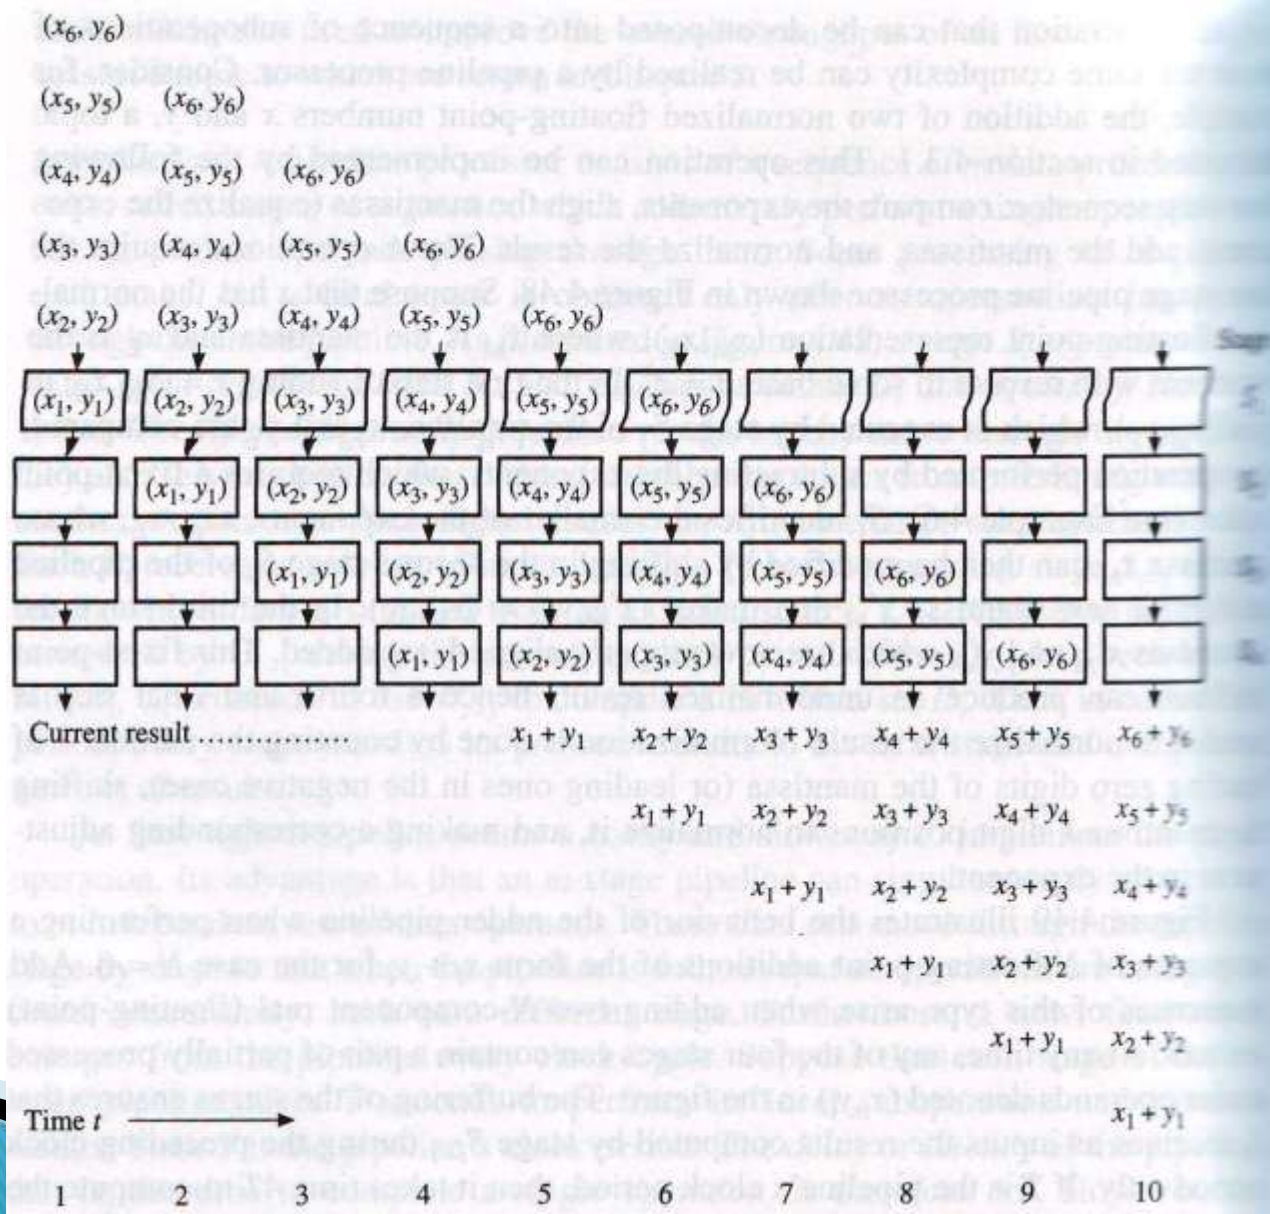 (x₆, y₆)
(x₅, y₅) (x₆, y₆)
(x₄, y₄) (x₅, y₅) (x₆, y₆)
(x₃, y₃) (x₄, y₄) (x₅, y₅) (x₆, y₆)
(x₂, y₂) (x₃, y₃) (x₄, y₄) (x₅, y₅) (x₆, y₆)
(x₁, y₁) (x₂, y₂) (x₃, y₃) (x₄, y₄) (x₅, y₅) (x₆, y₆)
(x₁, y₁) (x₂, y₂) (x₃, y₃) (x₄, y₄) (x₅, y₅) (x₆, y₆)
(x₁, y₁) (x₂, y₂) (x₃, y₃) (x₄, y₄) (x₅, y₅) (x₆, y₆)
(x₁, y₁) (x₂, y₂) (x₃, y₃) (x₄, y₄) (x₅, y₅) (x₆, y₆)
Current result .................. x₁ + y₁ x₂ + y₂ x₃ + y₃ x₄ + y₄ x₅ + y₅ x₆ + y₆
x₁ + y₁ x₂ + y₂ x₃ + y₃ x₄ + y₄ x₅ + y₅
x₁ + y₁ x₂ + y₂ x₃ + y₃ x₄ + y₄
x₁ + y₁ x₂ + y₂ x₃ + y₃
x₁ + y₁ x₂ + y₂
Time t x₁ + y₁
1 2 3 4 5 6 7 8 9 10